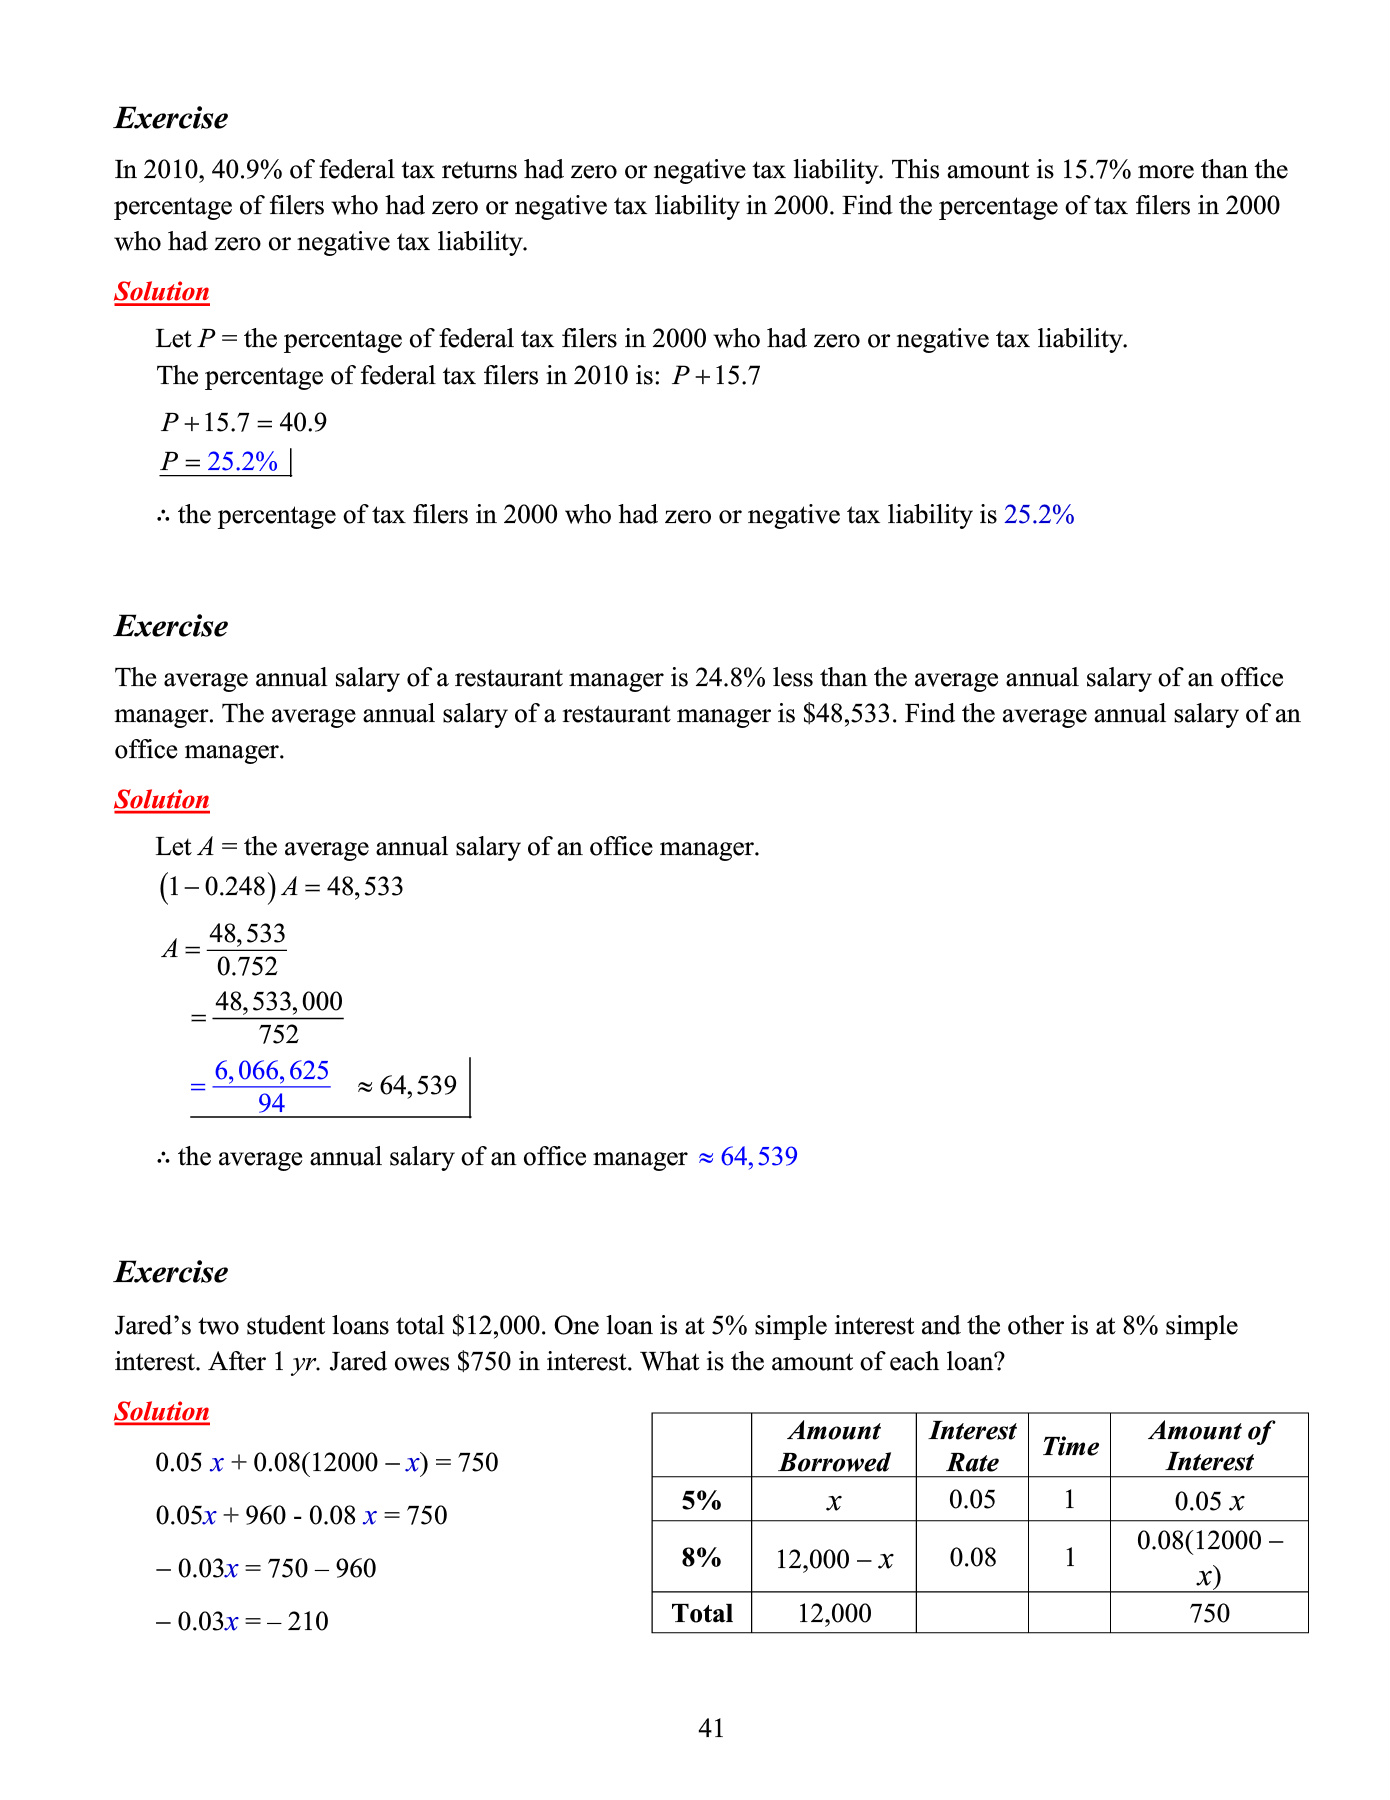 Exercise
In 2010, 40.9% of federal tax returns had zero or negative tax liability. This amount is 15.7% more than the
percentage of filers who had zero or negative tax liability in 2000. Find the percentage of tax filers in 2000
who had zero or negative tax liability.
Solution
Let P = the percentage of federal tax filers in 2000 who had zero or negative tax liability.
The percentage of federal tax filers in 2010 is: P + 15.7
P + 15.7 = 40.9
P = 25.2%
∴ the percentage of tax filers in 2000 who had zero or negative tax liability is 25.2%
Exercise
The average annual salary of a restaurant manager is 24.8% less than the average annual salary of an office
manager. The average annual salary of a restaurant manager is $48,533. Find the average annual salary of an
office manager.
Solution
Let A = the average annual salary of an office manager.
(1 – 0.248) A = 48,533
A = 48,533 / 0.752
= 48,533,000 / 752
= 6,066,625 / 94 ≈ 64,539
∴ the average annual salary of an office manager ≈ 64,539
Exercise
Jared’s two student loans total $12,000. One loan is at 5% simple interest and the other is at 8% simple
interest. After 1 yr. Jared owes $750 in interest. What is the amount of each loan?
Solution
0.05 x + 0.08(12000 – x) = 750
0.05x + 960 - 0.08 x = 750
– 0.03x = 750 – 960
– 0.03x = – 210
Amount Borrowed Interest Rate Time Amount of Interest
5% x 0.05 1 0.05 x
8% 12,000 – x 0.08 1 0.08(12000 – x)
Total 12,000 750
41